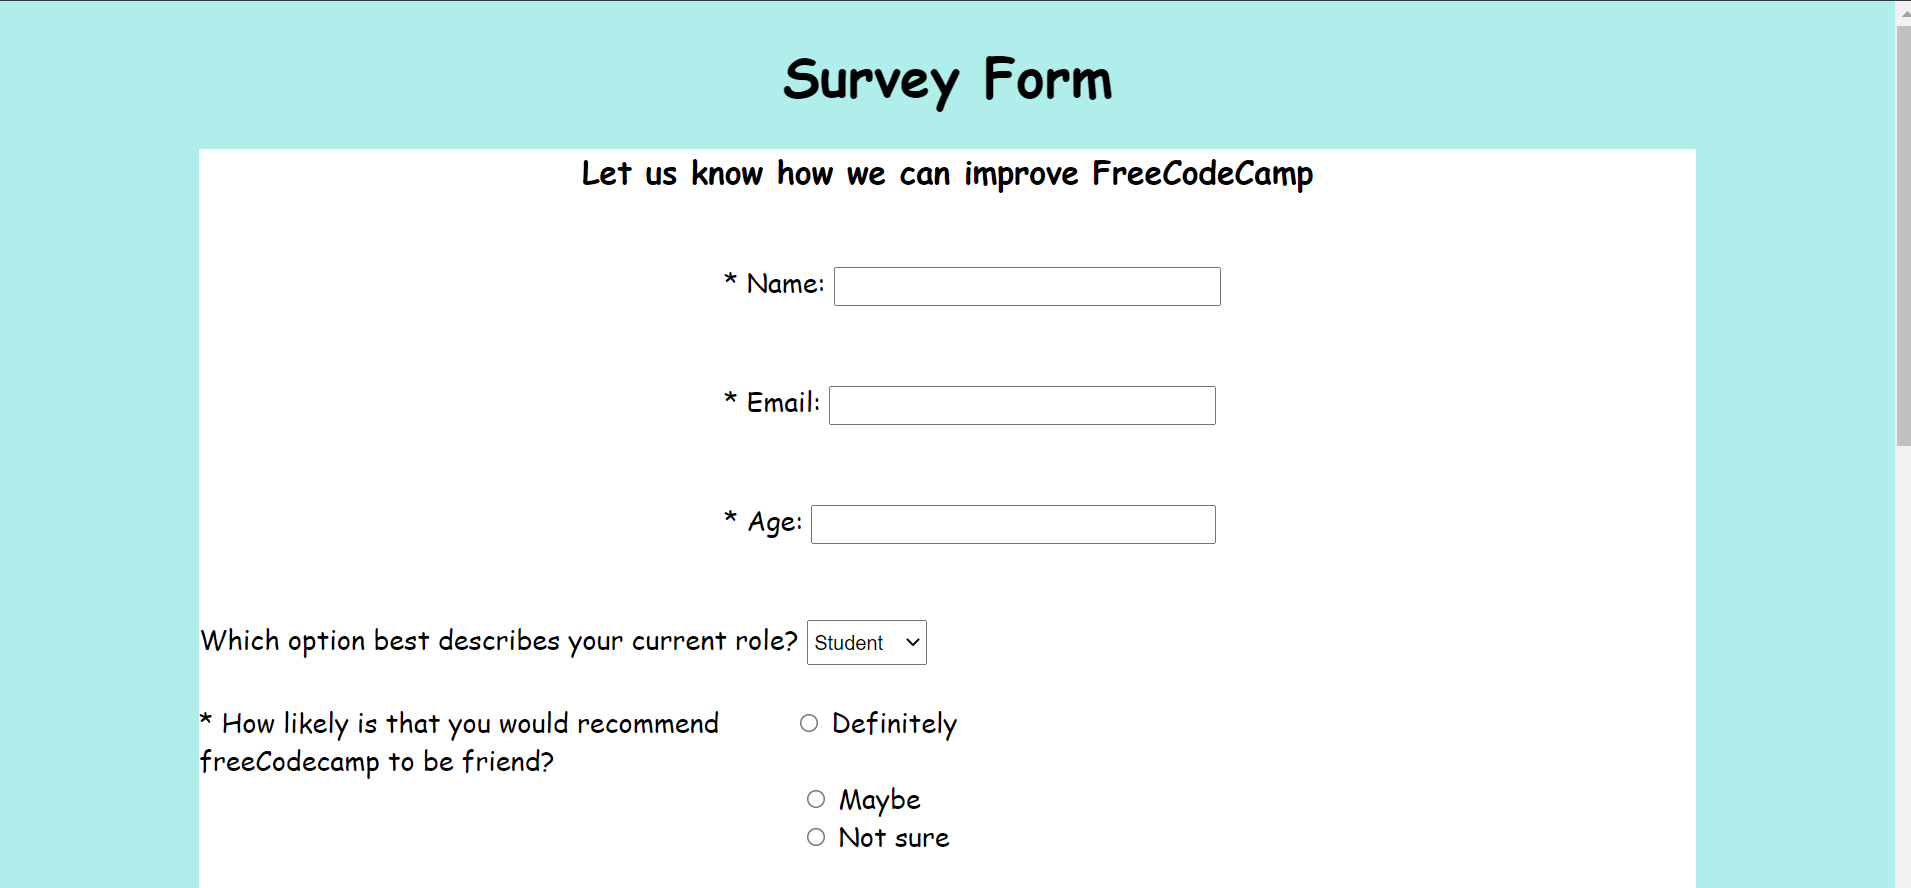 Survey Form
Let us know how we can improve FreeCodeCamp
* Name:
* Email:
* Age:
Which option best describes your current role? Student
* How likely is that you would recommend
freeCodecamp to be friend?
Definitely
Maybe
Not sure